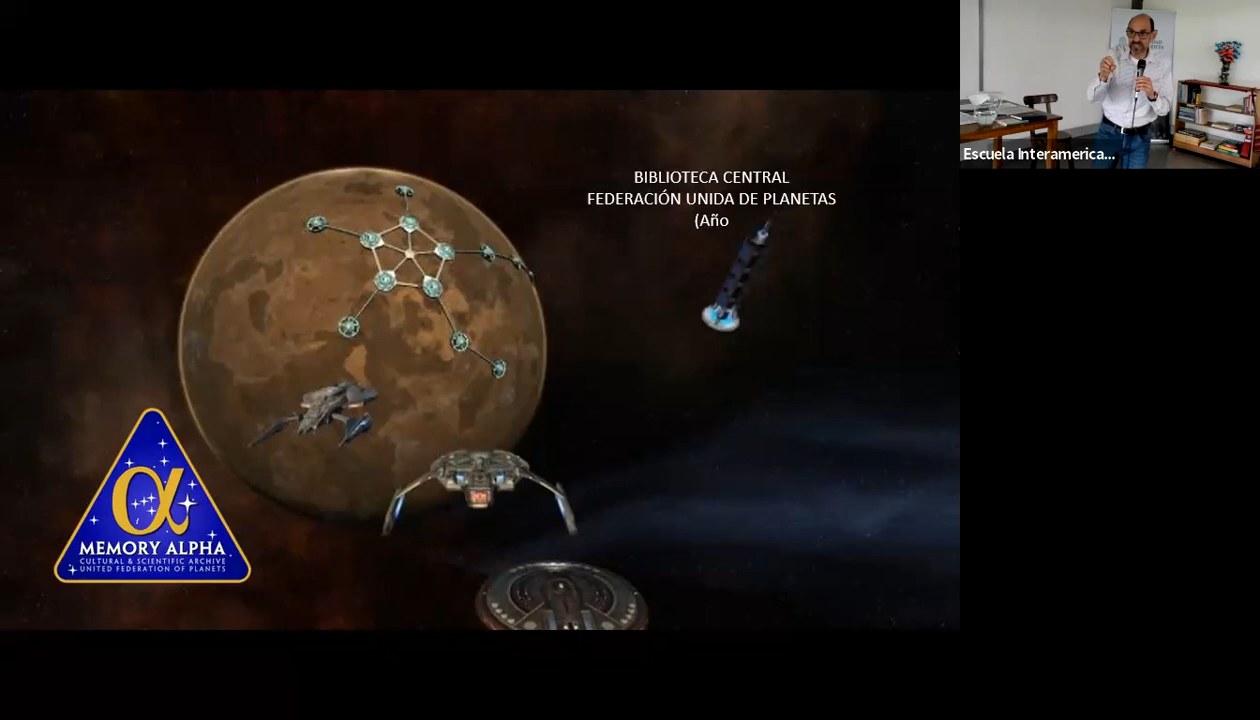 BIBLIOTECA CENTRAL
FEDERACIÓN UNIDA DE PLANETAS
(Año
Escuela Interamerica...
α
MEMORY ALPHA
CULTURAL & SCIENTIFIC ARCHIVE
UNITED FEDERATION OF PLANETS